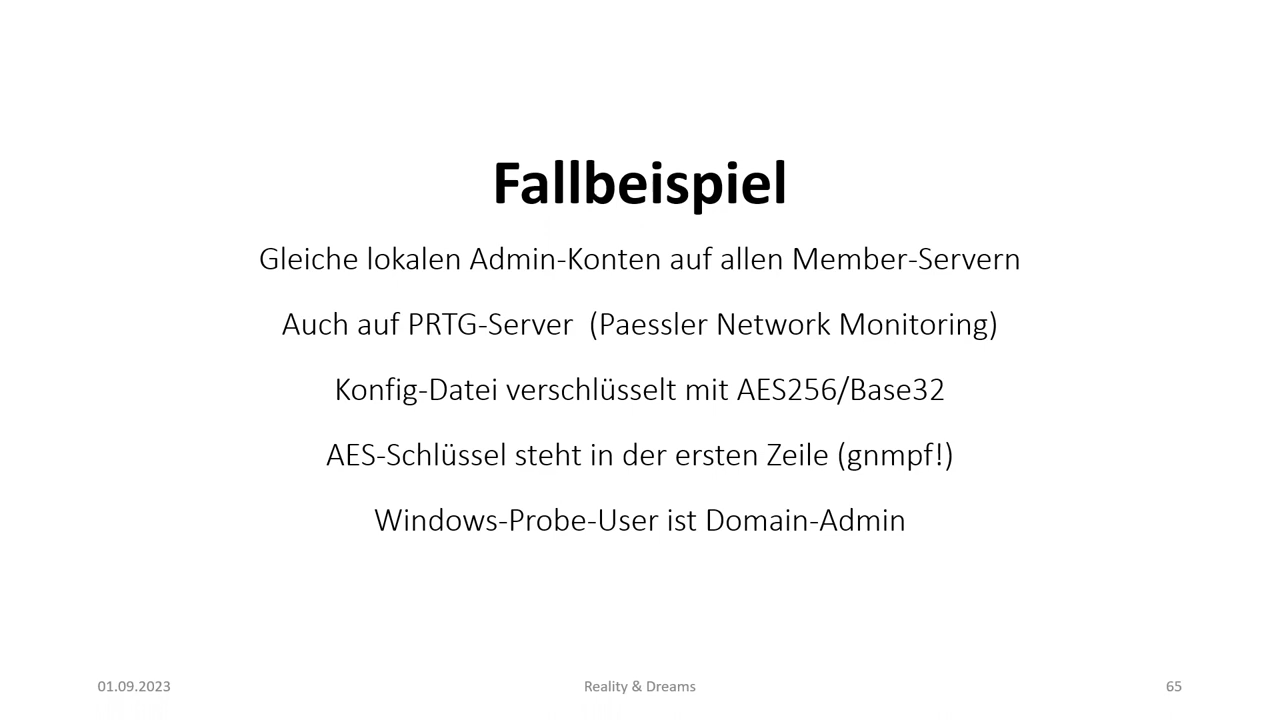 Fallbeispiel
Gleiche lokalen Admin-Konten auf allen Member-Servern
Auch auf PRTG-Server  (Paessler Network Monitoring)
Konfig-Datei verschlüsselt mit AES256/Base32
AES-Schlüssel steht in der ersten Zeile (gnmpf!)
Windows-Probe-User ist Domain-Admin
01.09.2023
Reality & Dreams
65